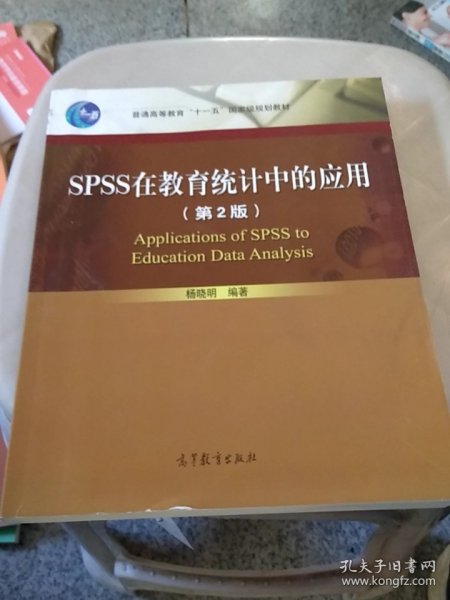 普通高等教育"十一五"国家级规划教材
SPSS在教育统计中的应用
(第2版)
Applications of SPSS to
Education Data Analysis
杨晓明 编著
高等教育出版社
孔夫子旧书网
www.kongfz.com